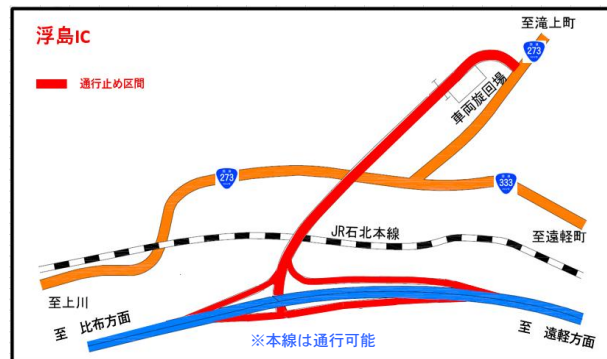 浮島IC
通行止め区間
至滝上町
273
車両旋回場
273
333
JR石北本線
至遠軽町
至上川
至 比布方面
※本線は通行可能
至 遠軽方面